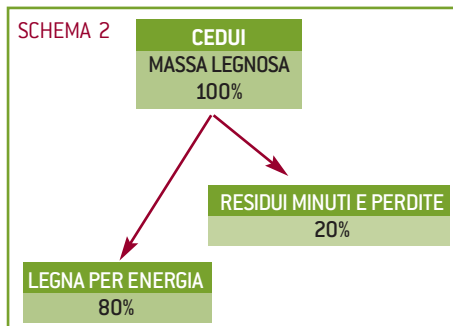 SCHEMA 2
CEDUI
MASSA LEGNOSA
100%
RESIDUI MINUTI E PERDITE
20%
LEGNA PER ENERGIA
80%